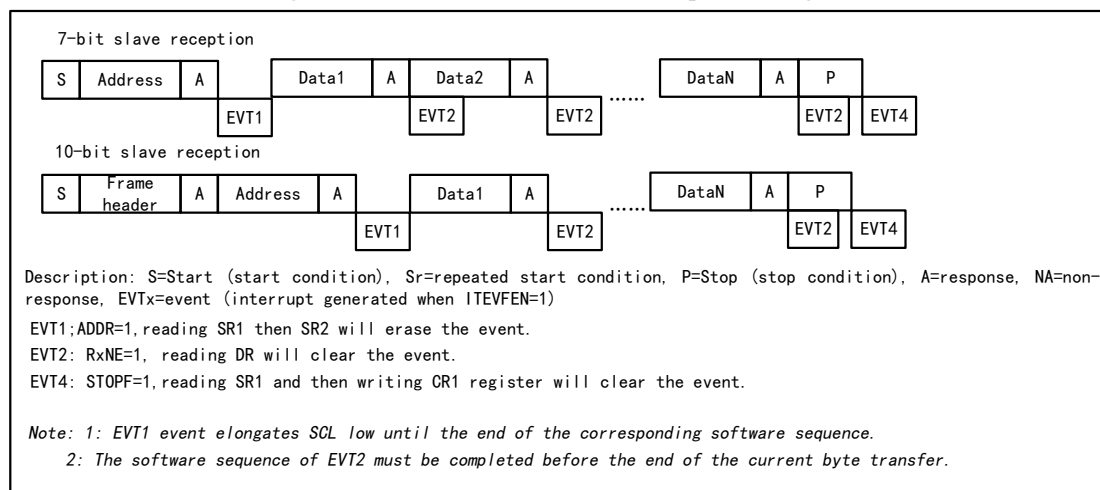 7-bit slave reception
S Address A Data1 A Data2 A DataN A P
EVT1 EVT2 EVT2 ...... EVT2 EVT4
10-bit slave reception
S Frame header A Address A Data1 A DataN A P
EVT1 EVT2 ...... EVT2 EVT4
Description: S=Start (start condition), Sr=repeated start condition, P=Stop (stop condition), A=response, NA=non-
response, EVTx=event (interrupt generated when ITEVFEN=1)
EVT1;ADDR=1,reading SR1 then SR2 will erase the event.
EVT2: RxNE=1, reading DR will clear the event.
EVT4: STOPF=1,reading SR1 and then writing CR1 register will clear the event.
Note: 1: EVT1 event elongates SCL low until the end of the corresponding software sequence.
2: The software sequence of EVT2 must be completed before the end of the current byte transfer.